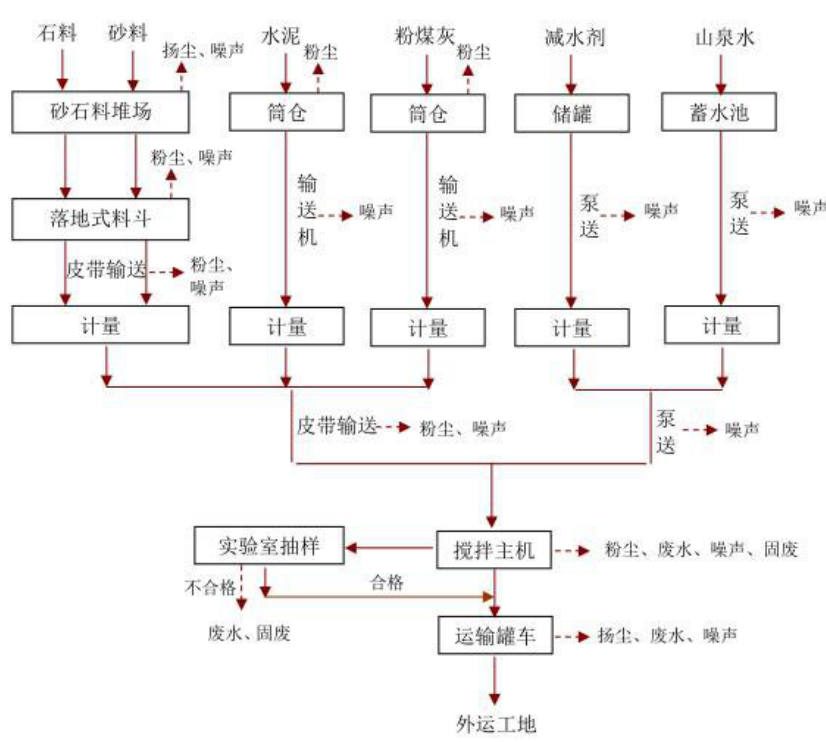 石料 砂料 水泥 粉煤灰 减水剂 山泉水
扬尘、噪声 粉尘 粉尘
砂石料堆场 筒仓 筒仓 储罐 蓄水池
粉尘、噪声
输送机 噪声 输送机 噪声 泵送 噪声 泵送 噪声
落地式料斗
皮带输送 粉尘、
噪声
计量 计量 计量 计量 计量
皮带输送 粉尘、噪声 泵送 噪声
实验室抽样 搅拌主机 粉尘、废水、噪声、固废
不合格 合格
废水、固废 运输罐车 扬尘、废水、噪声
外运工地